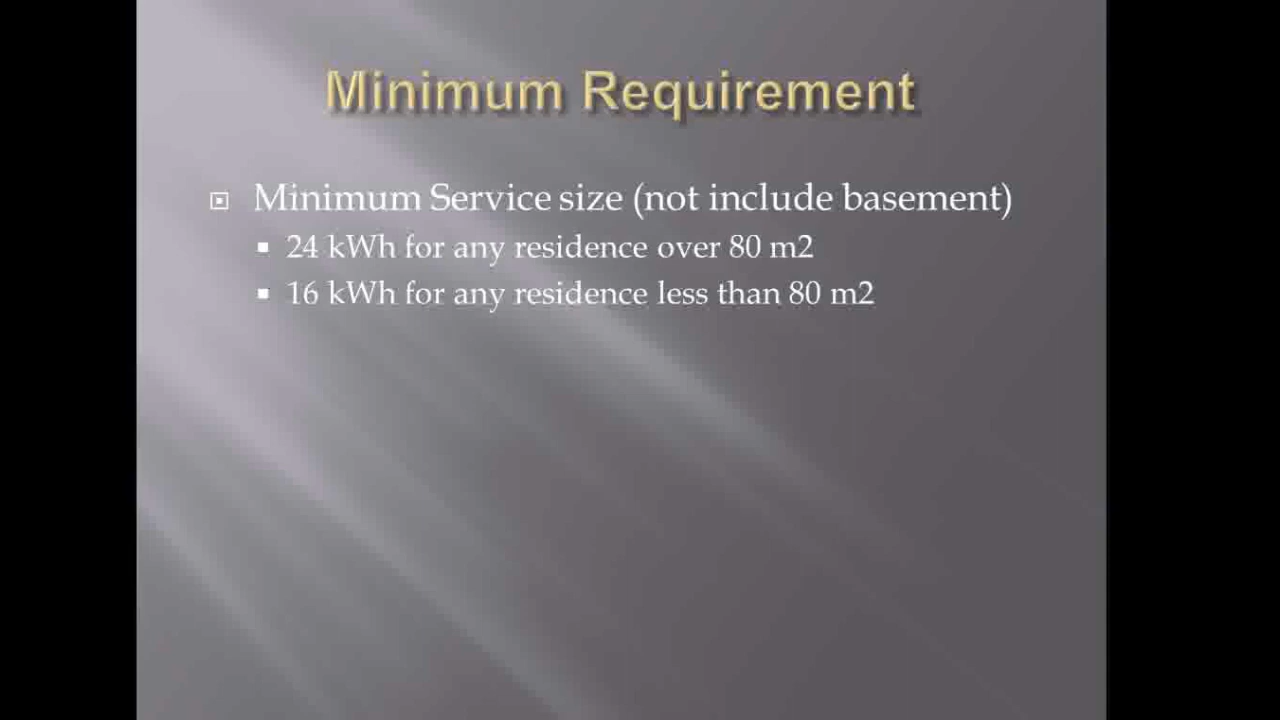 Minimum Requirement
Minimum Service size (not include basement)
24 kWh for any residence over 80 m2
16 kWh for any residence less than 80 m2